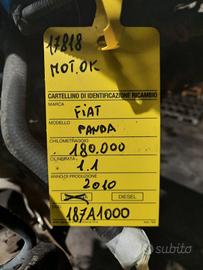 17818
MOT.OK
CARTELLINO DI IDENTIFICAZIONE RICAMBIO
MARCA
FIAT
MODELLO
PANDA
CHILOMETRAGGIO
180.000
CILINDRATA
1.1
ANNO DI PRODUZIONE
2010
DIESEL
187A1000
subito